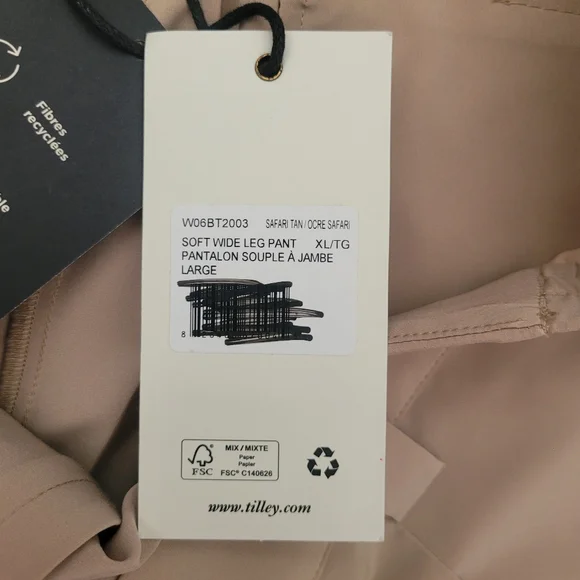 Fibres
recyclées
W06BT2003 SAFARI TAN / OCRE SAFARI
SOFT WIDE LEG PANT XL/TG
PANTALON SOUPLE À JAMBE
LARGE
8
FSC
MIX / MIXTE
Paper
Papier
FSC® C140626
www.tilley.com